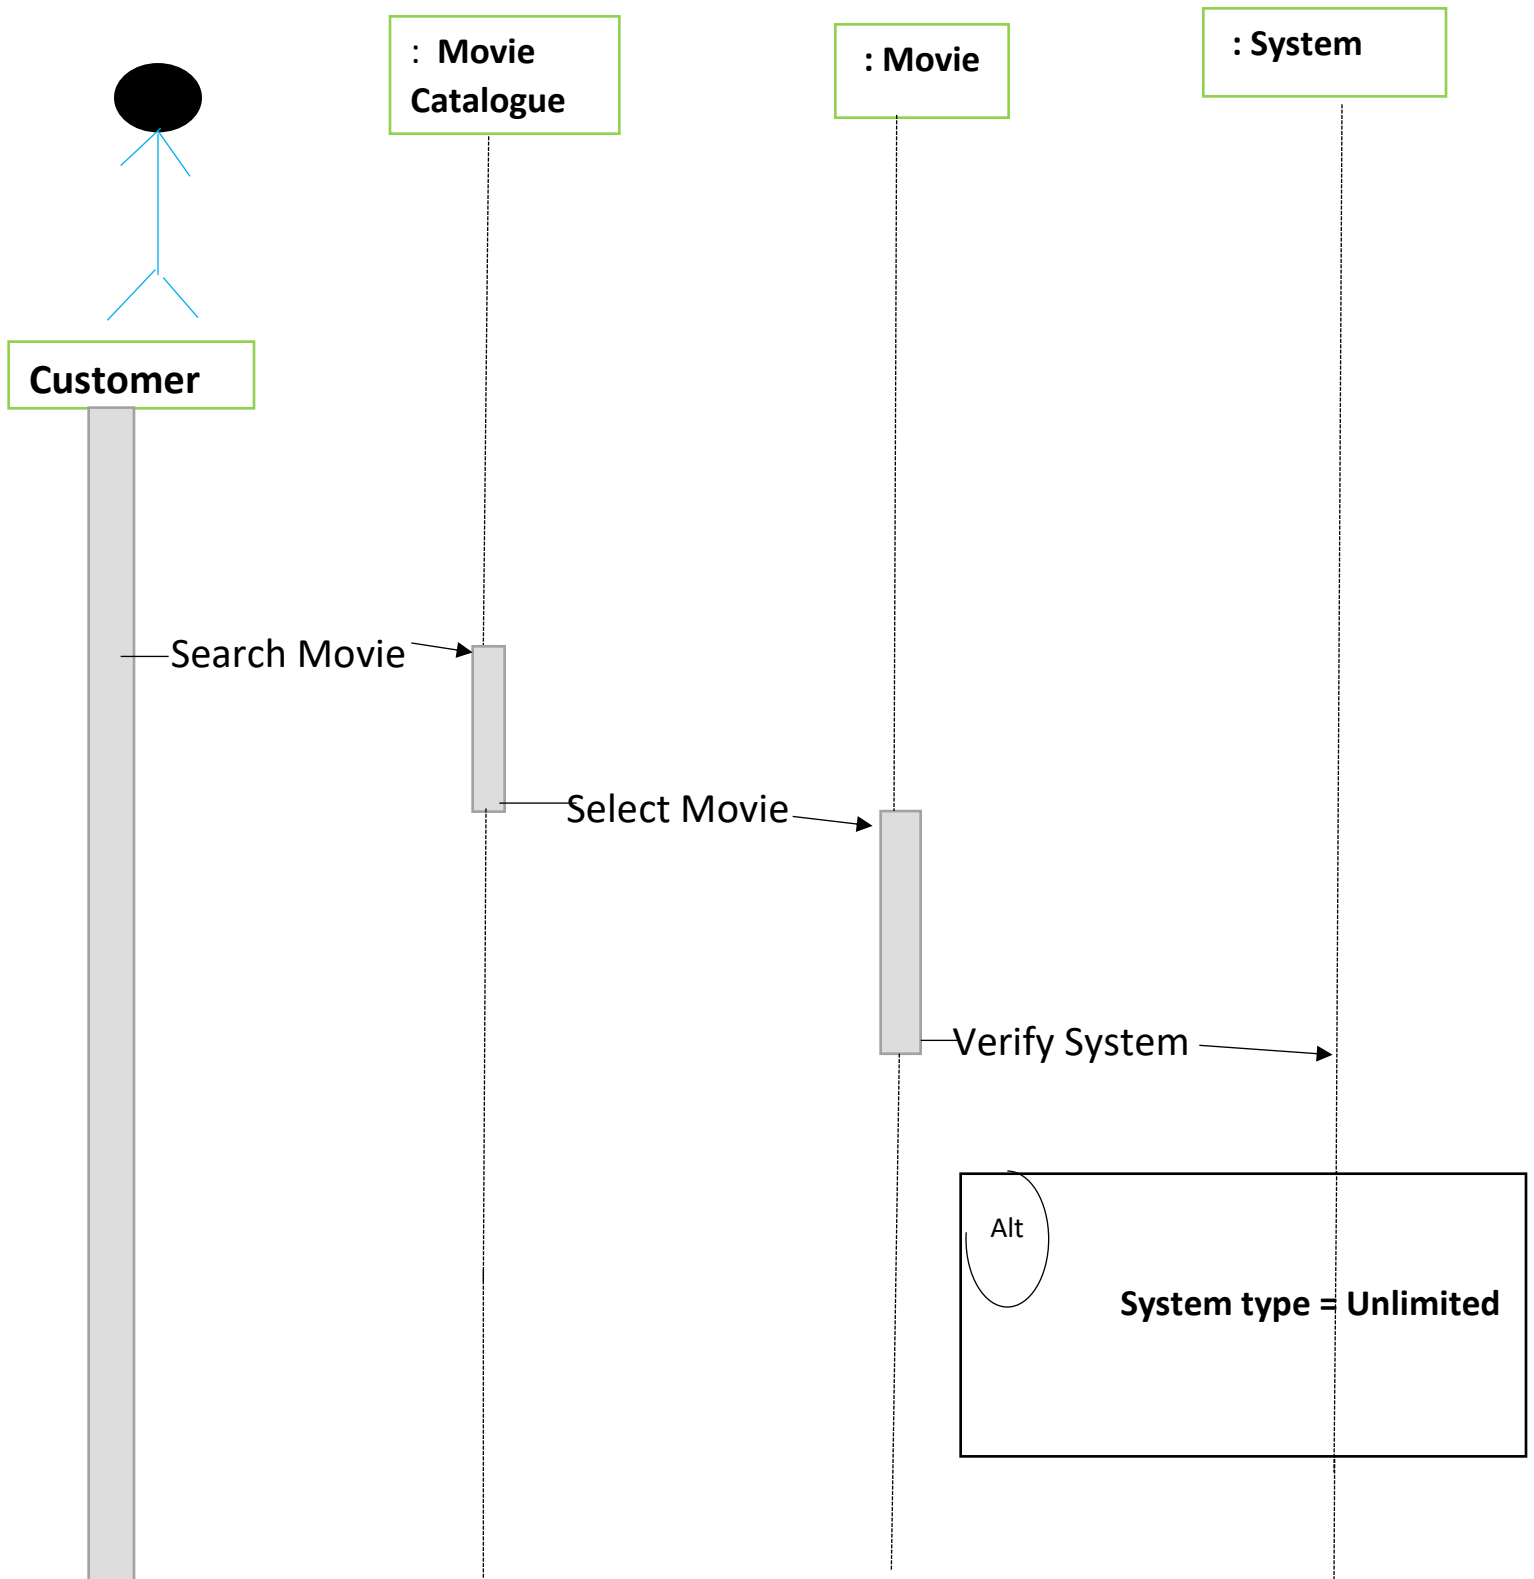 : Movie
Catalogue
: Movie
: System
Customer
Search Movie
Select Movie
Verify System
Alt
System type = Unlimited